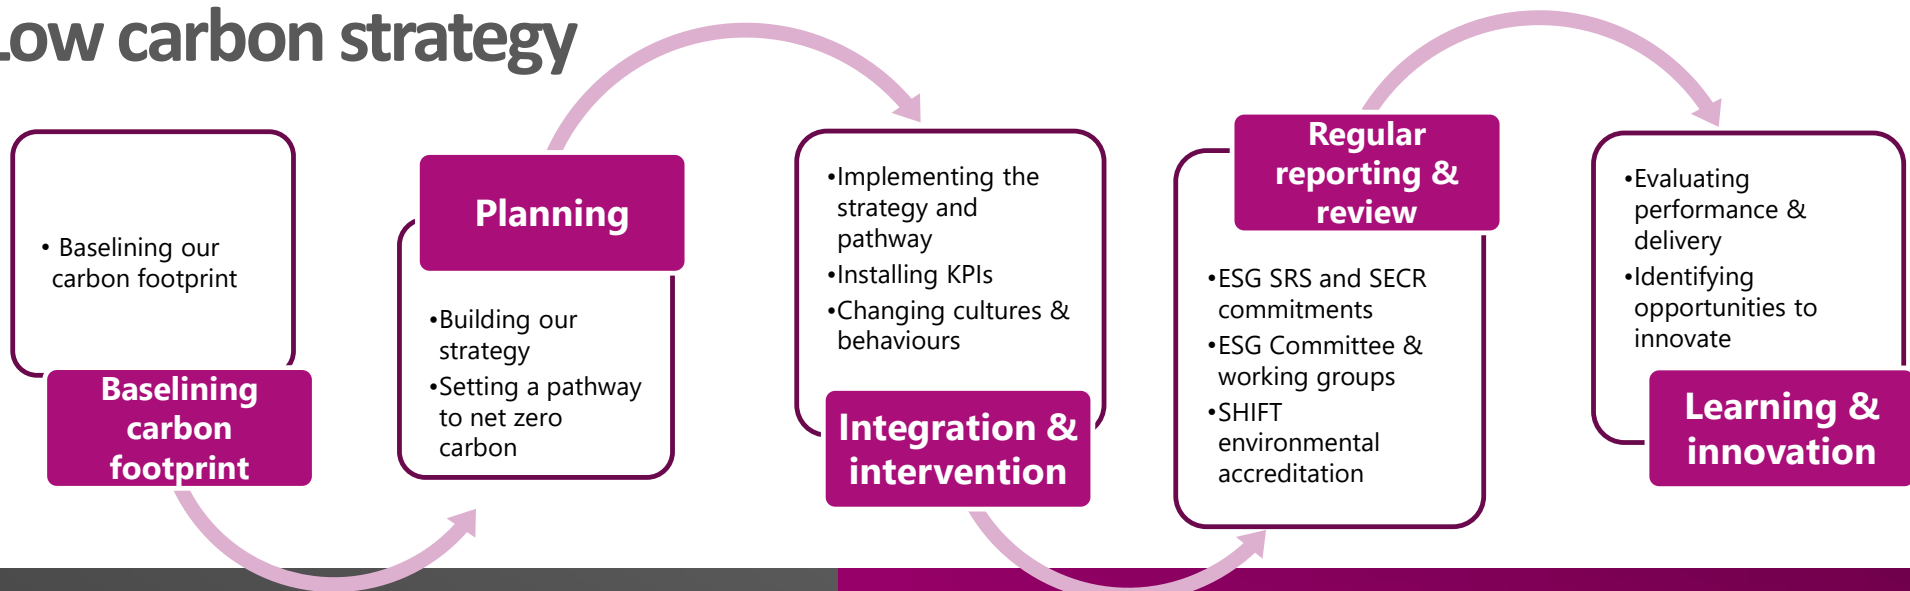 Low carbon strategy
• Baselining our
carbon footprint
Baselining
carbon
footprint
Planning
•Building our
strategy
•Setting a pathway
to net zero
carbon
•Implementing the
strategy and
pathway
•Installing KPIs
•Changing cultures &
behaviours
Integration &
intervention
Regular
reporting &
review
•ESG SRS and SECR
commitments
•ESG Committee &
working groups
•SHIFT
environmental
accreditation
•Evaluating
performance &
delivery
•Identifying
opportunities to
innovate
Learning &
innovation